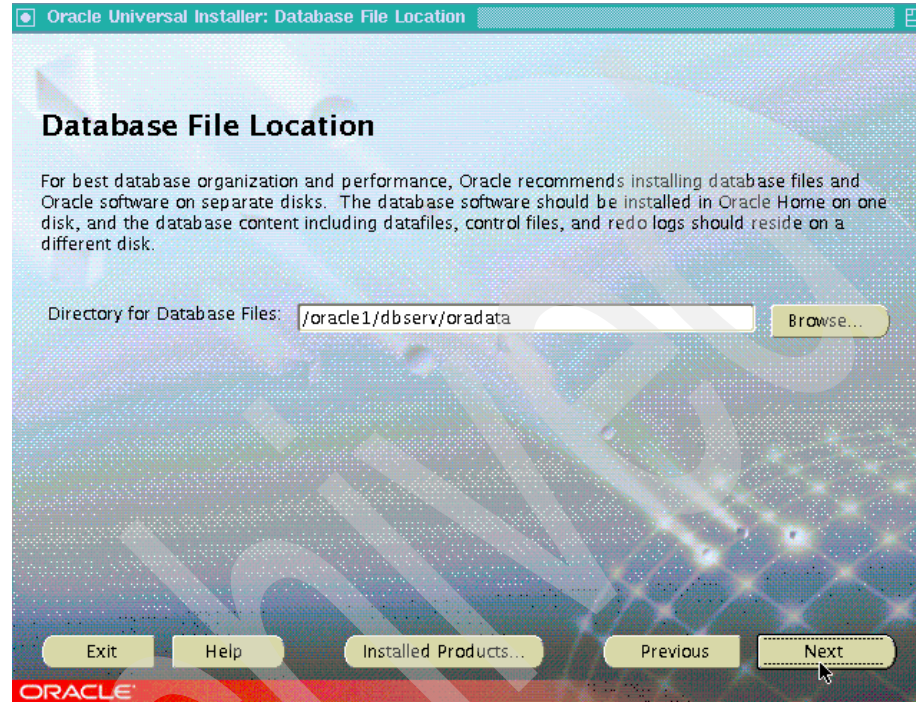 Oracle Universal Installer: Database File Location
Database File Location
For best database organization and performance, Oracle recommends installing database files and
Oracle software on separate disks. The database software should be installed in Oracle Home on one
disk, and the database content including datafiles, control files, and redo logs should reside on a
different disk.
Directory for Database Files: /oracle1/dbserv/oradata Browse...
Exit Help Installed Products... Previous Next
ORACLE